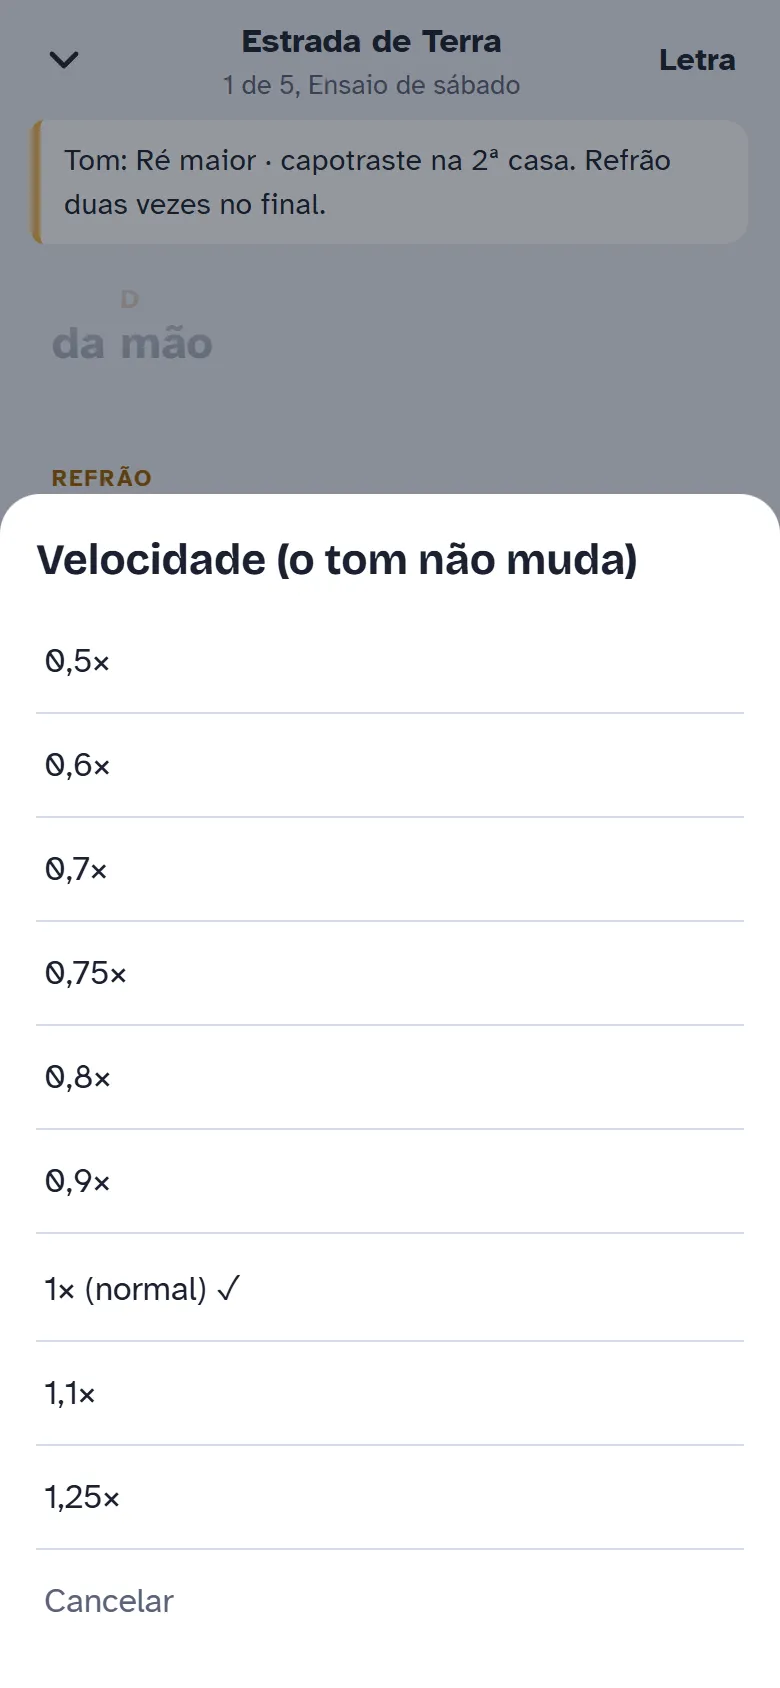 Estrada de Terra
1 de 5, Ensaio de sábado
Letra
Tom: Ré maior · capotraste na 2ª casa. Refrão
duas vezes no final.
D
da mão
REFRÃO
Velocidade (o tom não muda)
0,5×
0,6×
0,7×
0,75×
0,8×
0,9×
1× (normal) ✓
1,1×
1,25×
Cancelar